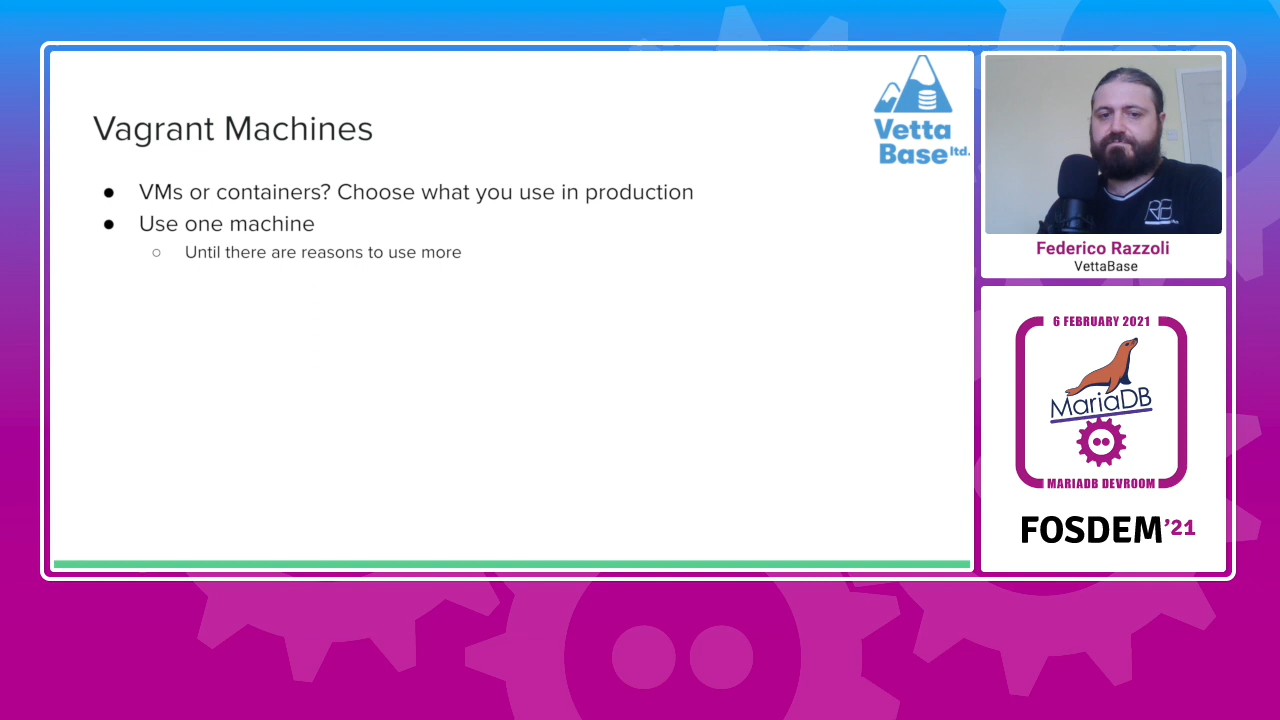 Vagrant Machines
● VMs or containers? Choose what you use in production
● Use one machine
○ Until there are reasons to use more
Vetta
Base ltd.
RB
Federico Razzoli
VettaBase
6 FEBRUARY 2021
MariaDB
MARIADB DEVROOM
FOSDEM'21